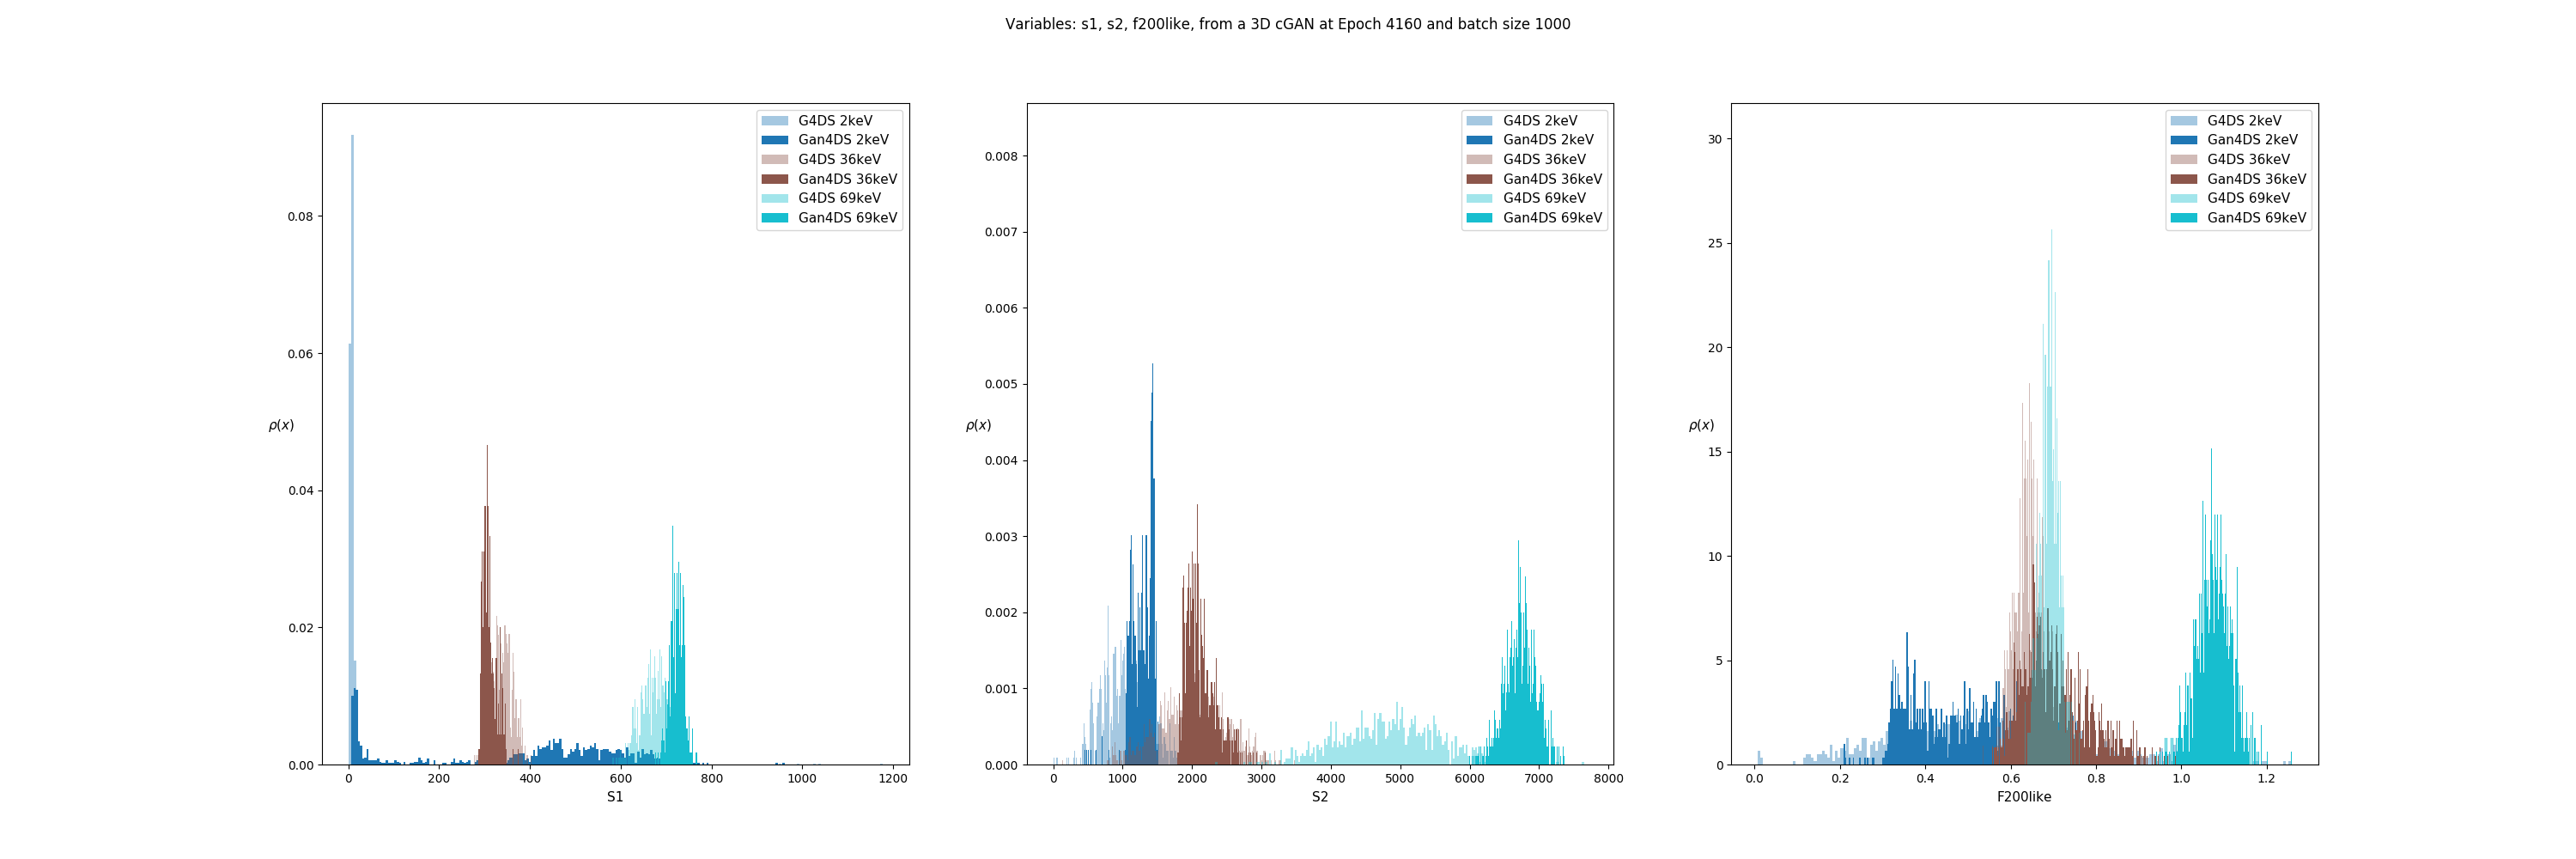 Variables: s1, s2, f200like, from a 3D cGAN at Epoch 4160 and batch size 1000
G4DS 2keV
Gan4DS 2keV
G4DS 36keV
Gan4DS 36keV
G4DS 69keV
Gan4DS 69keV
0.08
0.06
0.04
0.02
0.00
ρ(x)
0 200 400 600 800 1000 1200
S1
G4DS 2keV
Gan4DS 2keV
G4DS 36keV
Gan4DS 36keV
G4DS 69keV
Gan4DS 69keV
0.008
0.007
0.006
0.005
0.004
0.003
0.002
0.001
0.000
ρ(x)
0 1000 2000 3000 4000 5000 6000 7000 8000
S2
G4DS 2keV
Gan4DS 2keV
G4DS 36keV
Gan4DS 36keV
G4DS 69keV
Gan4DS 69keV
30
25
20
15
10
5
0
ρ(x)
0.0 0.2 0.4 0.6 0.8 1.0 1.2
F200like